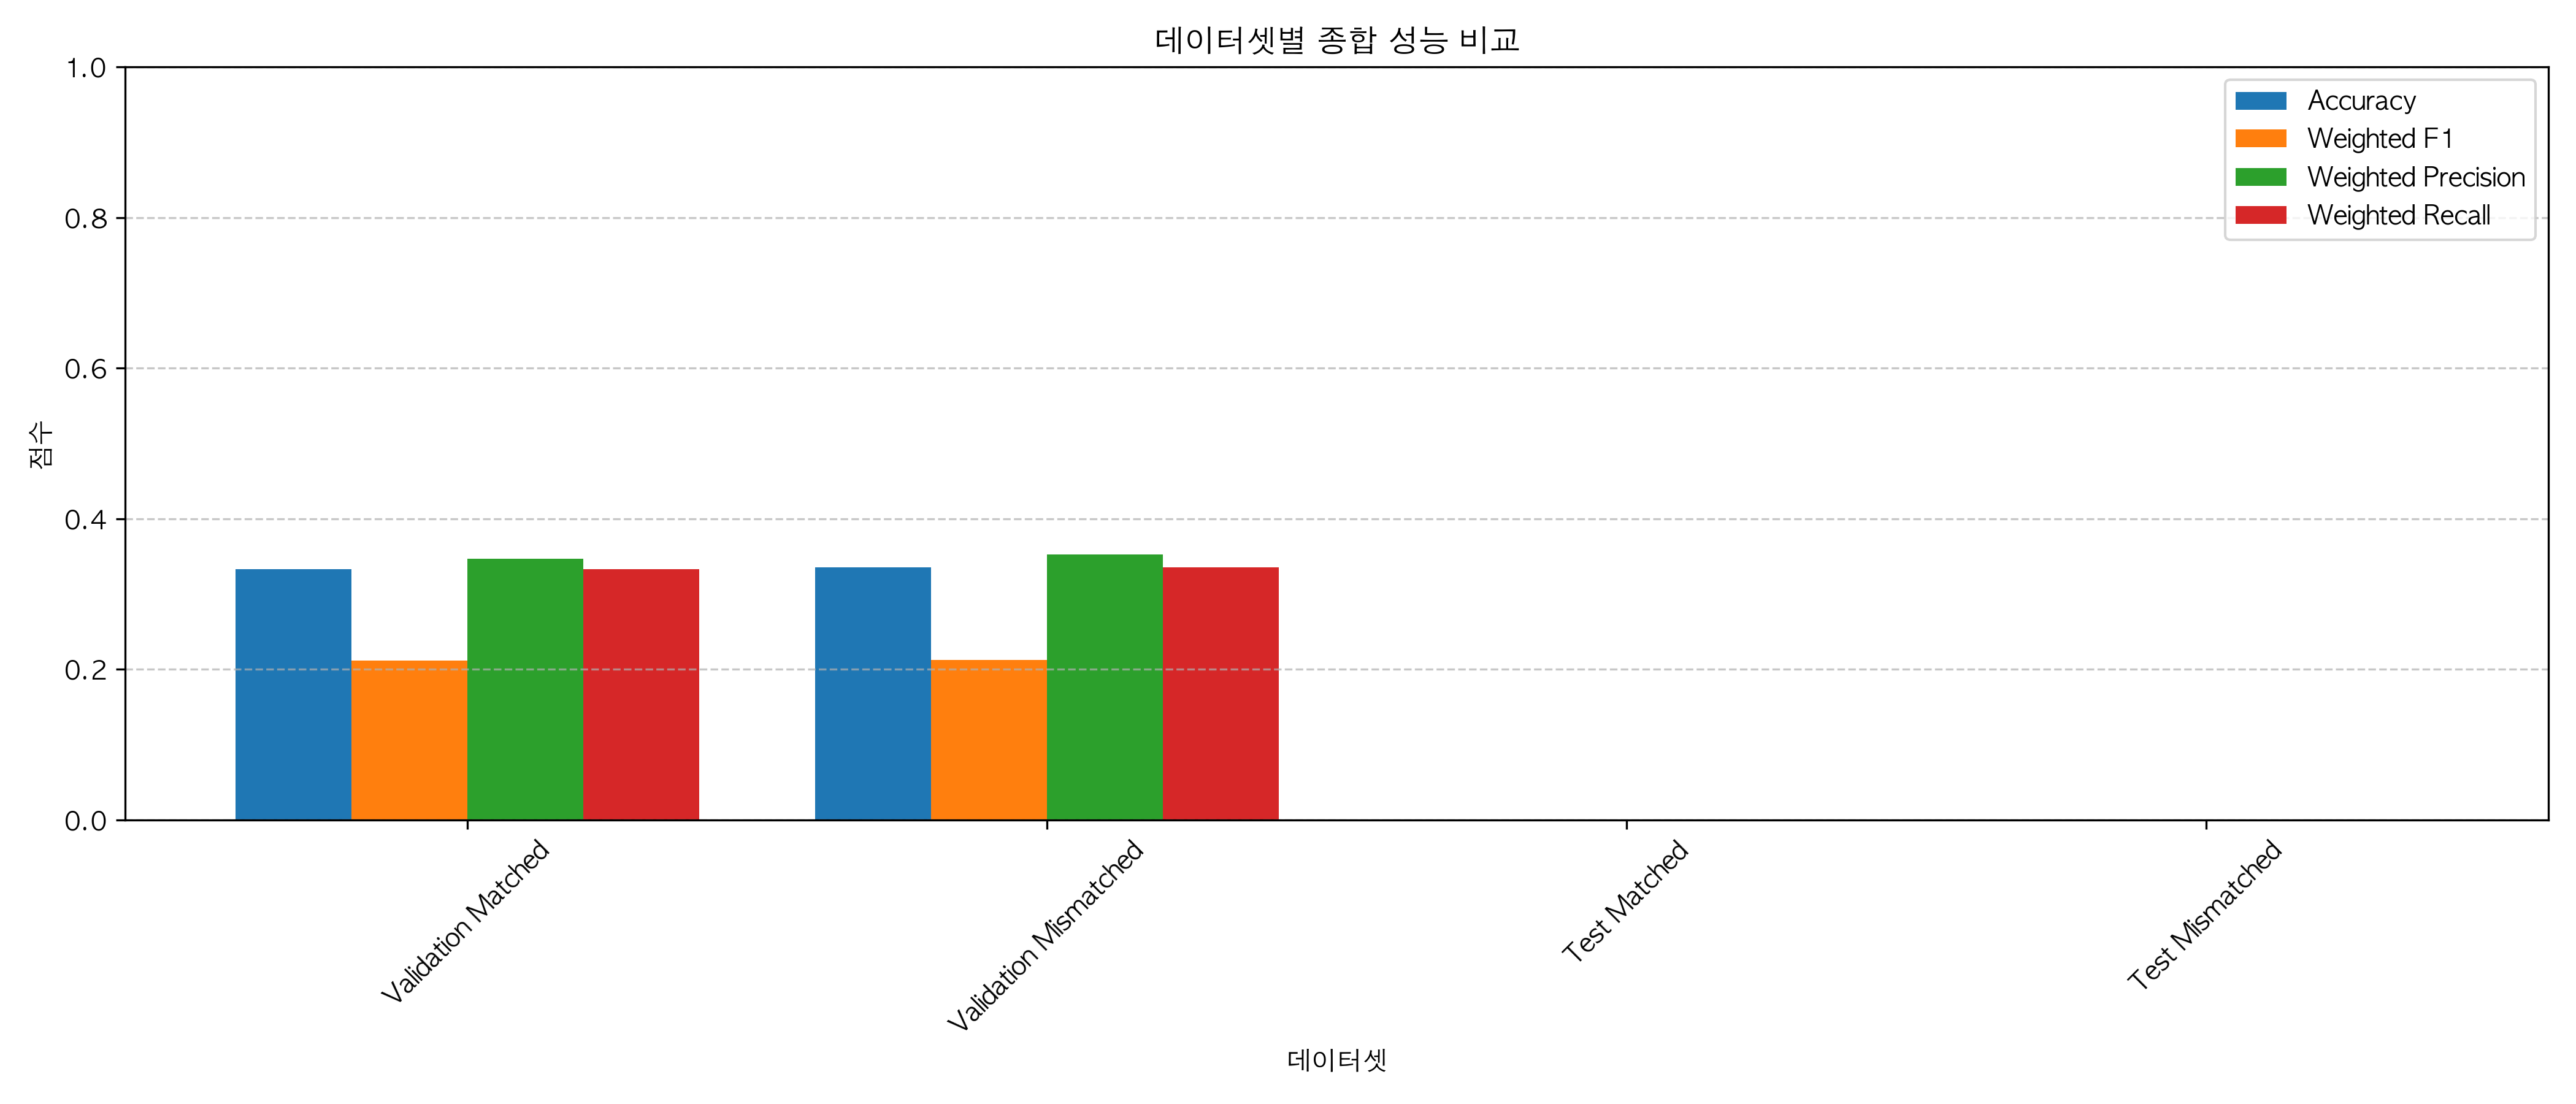 데이터셋별 종합 성능 비교
1.0
0.8
0.6
0.4
0.2
0.0
점수
Accuracy
Weighted F1
Weighted Precision
Weighted Recall
Validation Matched
Validation Mismatched
Test Matched
Test Mismatched
데이터셋